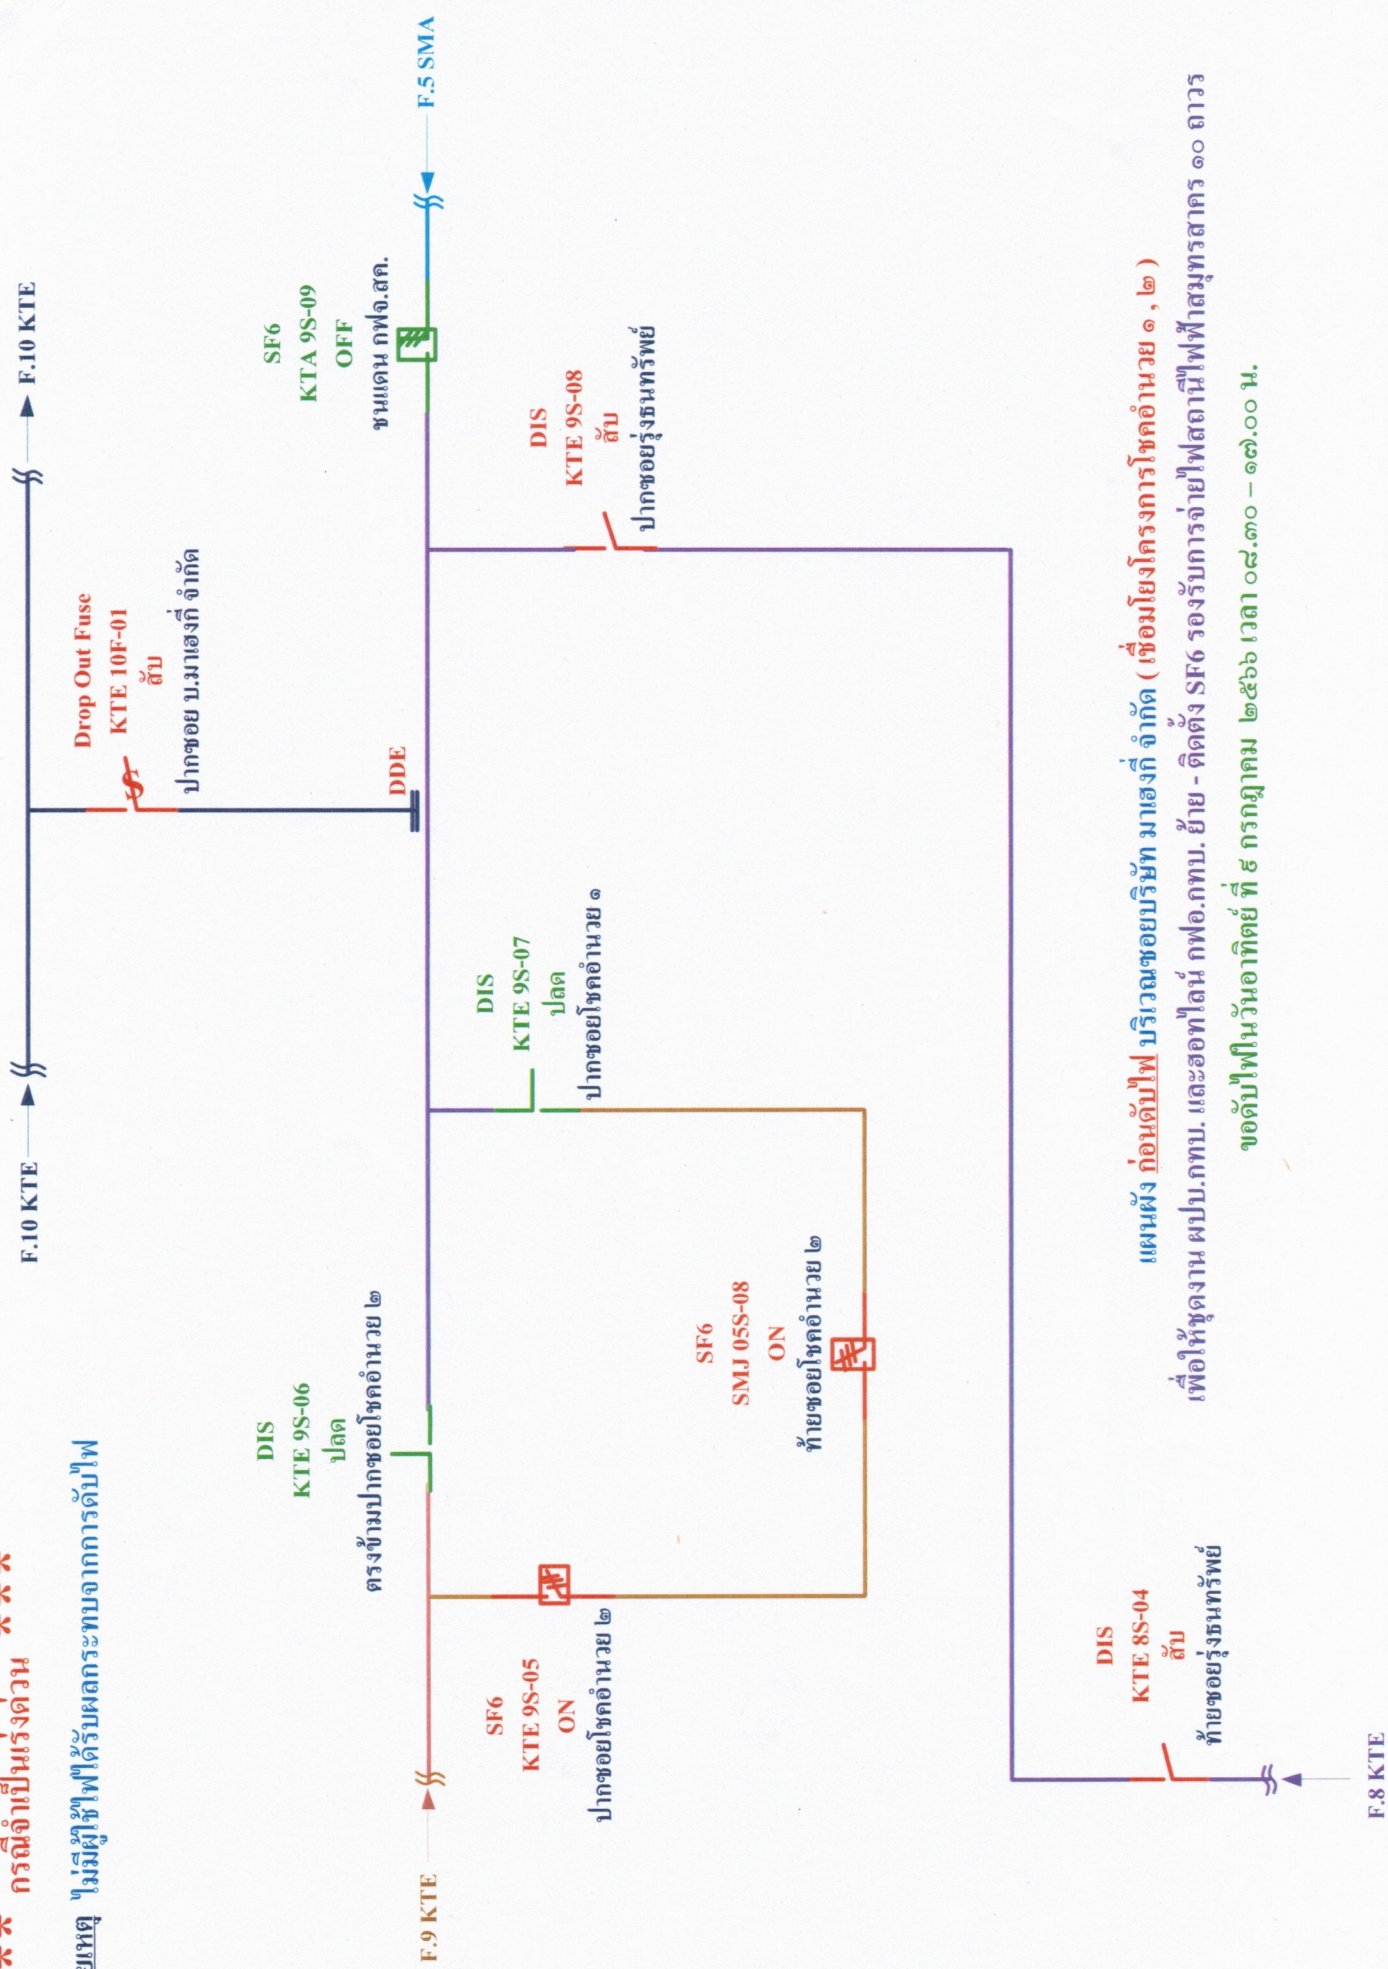 ** กรณีจำเป็นเร่งด่วน ***
ยเหตุ ไม่มีผู้ใช้ไฟได้รับผลกระทบจากการดับไฟ
F.10 KTE
F.10 KTE
Drop Out Fuse
KTE 10F-01
สับ
ปากซอย บ.มาเฮงกี่ จำกัด
DDE
SF6
KTA 9S-09
OFF
ชนแดน กฟจ.สค.
F.5 SMA
DIS
KTE 9S-06
ปลด
ตรงข้ามปากซอยโชคอำนวย ๒
F.9 KTE
SF6
KTE 9S-05
ON
ปากซอยโชคอำนวย ๒
DIS
KTE 9S-07
ปลด
ปากซอยโชคอำนวย ๑
DIS
KTE 9S-08
สับ
ปากซอยรุ่งธนทรัพย์
SF6
SMJ 05S-08
ON
ท้ายซอยโชคอำนวย ๒
DIS
KTE 8S-04
สับ
ท้ายซอยรุ่งธนทรัพย์
F.8 KTE
แผนผัง ก่อนดับไฟ บริเวณซอยบริษัท มาเฮงกี่ จำกัด ( เชื่อมโยงโครงการโชคอำนวย ๑ , ๒ )
เพื่อให้ชุดงาน ผปบ.กทบ. และฮอทไลน์ กฟอ.กทบ. ย้าย - ติดตั้ง SF6 รองรับการจ่ายไฟสถานีไฟฟ้าสมุทรสาคร ๑๐ ถาวร
ขอดับไฟในวันอาทิตย์ ที่ ๙ กรกฎาคม ๒๕๖๖ เวลา ๐๘.๓๐ – ๑๗.๐๐ น.